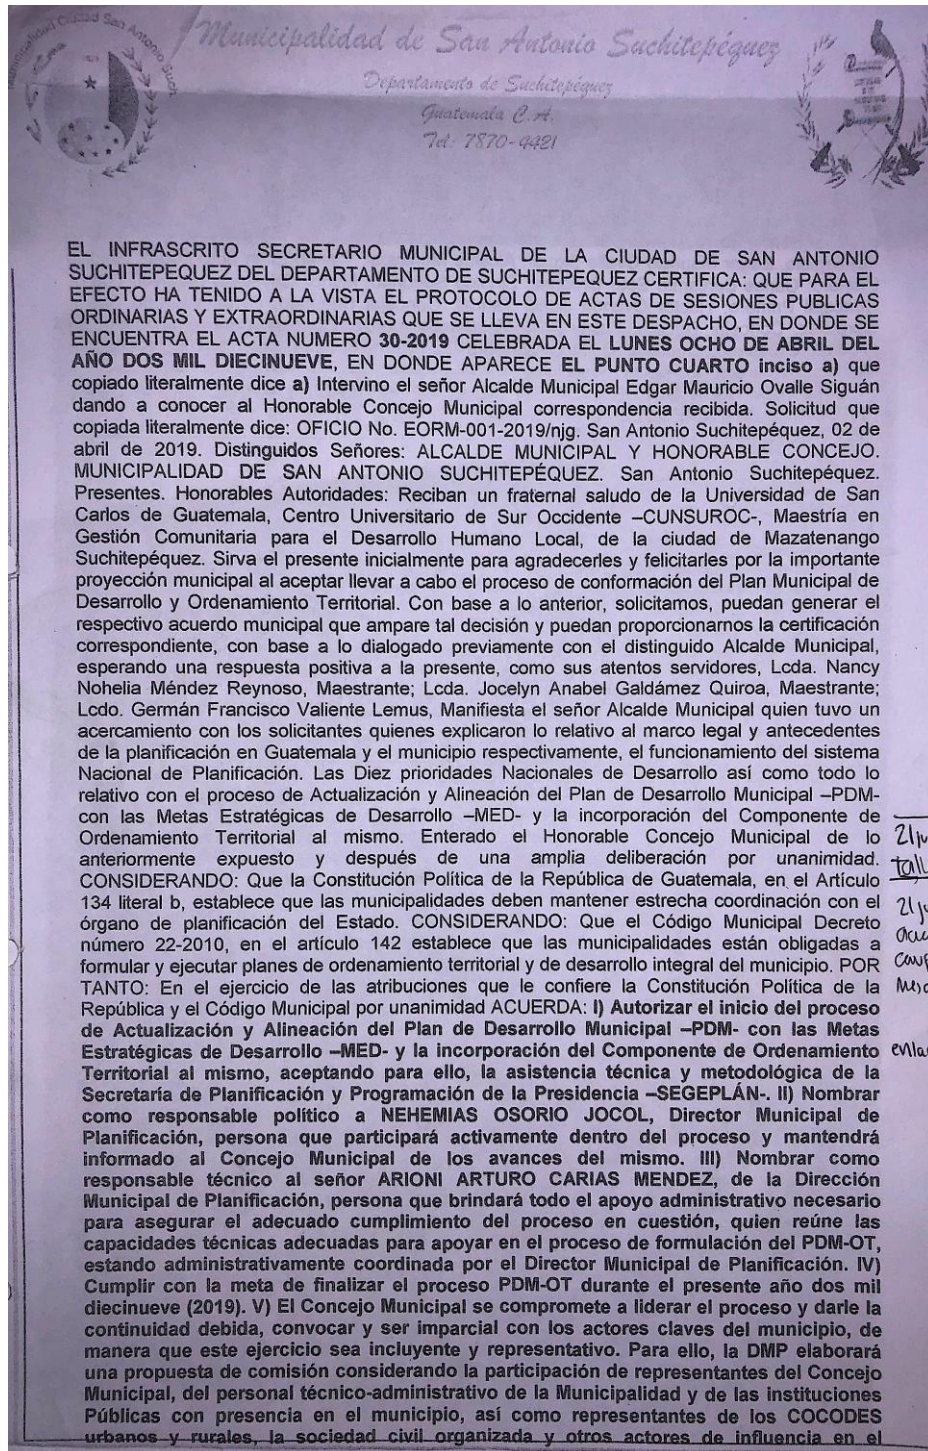 Municipalidad Ciudad San Antonio Such.
Municipalidad de San Antonio Suchitepéquez
Departamento de Suchitepéquez
Guatemala C.A.
Tel: 7870-9421
EL INFRASCRITO SECRETARIO MUNICIPAL DE LA CIUDAD DE SAN ANTONIO
SUCHITEPEQUEZ DEL DEPARTAMENTO DE SUCHITEPEQUEZ CERTIFICA: QUE PARA EL
EFECTO HA TENIDO A LA VISTA EL PROTOCOLO DE ACTAS DE SESIONES PUBLICAS
ORDINARIAS Y EXTRAORDINARIAS QUE SE LLEVA EN ESTE DESPACHO, EN DONDE SE
ENCUENTRA EL ACTA NUMERO 30-2019 CELEBRADA EL LUNES OCHO DE ABRIL DEL
AÑO DOS MIL DIECINUEVE, EN DONDE APARECE EL PUNTO CUARTO inciso a) que
copiado literalmente dice a) Intervino el señor Alcalde Municipal Edgar Mauricio Ovalle Siguán
dando a conocer al Honorable Concejo Municipal correspondencia recibida. Solicitud que
copiada literalmente dice: OFICIO No. EORM-001-2019/njg. San Antonio Suchitepéquez, 02 de
abril de 2019. Distinguidos Señores: ALCALDE MUNICIPAL Y HONORABLE CONCEJO.
MUNICIPALIDAD DE SAN ANTONIO SUCHITEPÉQUEZ. San Antonio Suchitepéquez.
Presentes. Honorables Autoridades: Reciban un fraternal saludo de la Universidad de San
Carlos de Guatemala, Centro Universitario de Sur Occidente –CUNSUROC-, Maestría en
Gestión Comunitaria para el Desarrollo Humano Local, de la ciudad de Mazatenango
Suchitepéquez. Sirva el presente inicialmente para agradecerles y felicitarles por la importante
proyección municipal al aceptar llevar a cabo el proceso de conformación del Plan Municipal de
Desarrollo y Ordenamiento Territorial. Con base a lo anterior, solicitamos, puedan generar el
respectivo acuerdo municipal que ampare tal decisión y puedan proporcionarnos la certificación
correspondiente, con base a lo dialogado previamente con el distinguido Alcalde Municipal,
esperando una respuesta positiva a la presente, como sus atentos servidores, Lcda. Nancy
Nohelia Méndez Reynoso, Maestrante; Lcda. Jocelyn Anabel Galdámez Quiroa, Maestrante;
Lcdo. Germán Francisco Valiente Lemus, Manifiesta el señor Alcalde Municipal quien tuvo un
acercamiento con los solicitantes quienes explicaron lo relativo al marco legal y antecedentes
de la planificación en Guatemala y el municipio respectivamente, el funcionamiento del sistema
Nacional de Planificación. Las Diez prioridades Nacionales de Desarrollo así como todo lo
relativo con el proceso de Actualización y Alineación del Plan de Desarrollo Municipal –PDM-
con las Metas Estratégicas de Desarrollo –MED- y la incorporación del Componente de
Ordenamiento Territorial al mismo. Enterado el Honorable Concejo Municipal de lo
anteriormente expuesto y después de una amplia deliberación por unanimidad.
CONSIDERANDO: Que la Constitución Política de la República de Guatemala, en el Artículo
134 literal b, establece que las municipalidades deben mantener estrecha coordinación con el
órgano de planificación del Estado. CONSIDERANDO: Que el Código Municipal Decreto
número 22-2010, en el artículo 142 establece que las municipalidades están obligadas a
formular y ejecutar planes de ordenamiento territorial y de desarrollo integral del municipio. POR
TANTO: En el ejercicio de las atribuciones que le confiere la Constitución Política de la
República y el Código Municipal por unanimidad ACUERDA: I) Autorizar el inicio del proceso
de Actualización y Alineación del Plan de Desarrollo Municipal –PDM- con las Metas
Estratégicas de Desarrollo –MED- y la incorporación del Componente de Ordenamiento
Territorial al mismo, aceptando para ello, la asistencia técnica y metodológica de la
Secretaría de Planificación y Programación de la Presidencia –SEGEPLÁN-. II) Nombrar
como responsable político a NEHEMIAS OSORIO JOCOL, Director Municipal de
Planificación, persona que participará activamente dentro del proceso y mantendrá
informado al Concejo Municipal de los avances del mismo. III) Nombrar como
responsable técnico al señor ARIONI ARTURO CARIAS MENDEZ, de la Dirección
Municipal de Planificación, persona que brindará todo el apoyo administrativo necesario
para asegurar el adecuado cumplimiento del proceso en cuestión, quien reúne las
capacidades técnicas adecuadas para apoyar en el proceso de formulación del PDM-OT,
estando administrativamente coordinada por el Director Municipal de Planificación. IV)
Cumplir con la meta de finalizar el proceso PDM-OT durante el presente año dos mil
diecinueve (2019). V) El Concejo Municipal se compromete a liderar el proceso y darle la
continuidad debida, convocar y ser imparcial con los actores claves del municipio, de
manera que este ejercicio sea incluyente y representativo. Para ello, la DMP elaborará
una propuesta de comisión considerando la participación de representantes del Concejo
Municipal, del personal técnico-administrativo de la Municipalidad y de las instituciones
Públicas con presencia en el municipio, así como representantes de los COCODES
urbanos y rurales, la sociedad civil organizada y otros actores de influencia en el